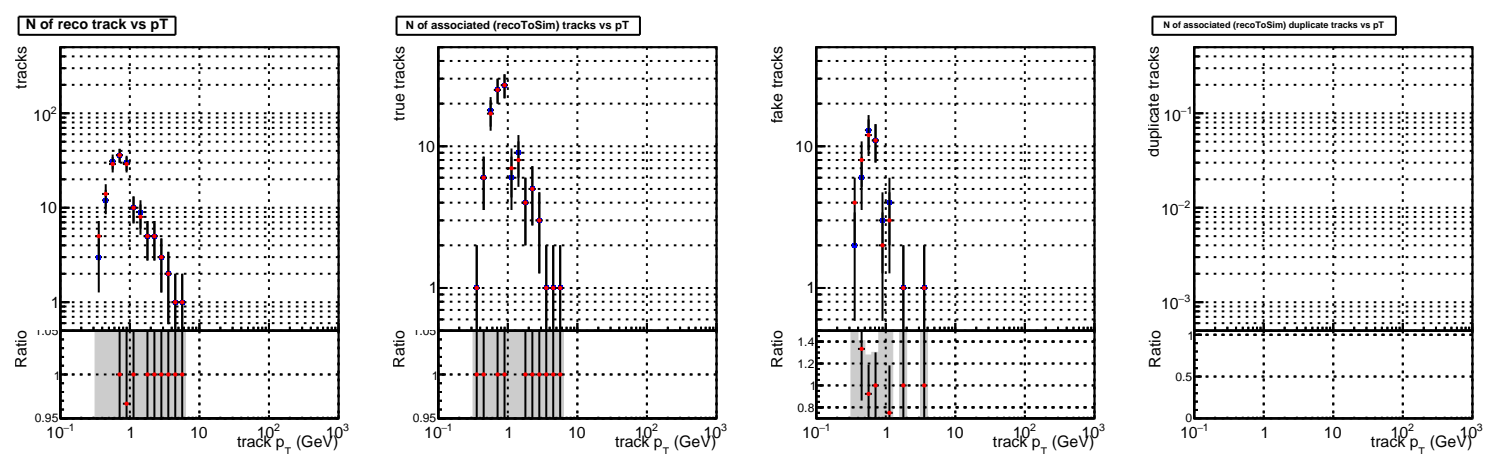 N of reco track vs pT
tracks
10²
10
1
Ratio
1.05
1
0.95
10⁻¹ 1 10 10² 10³
track p_T (GeV)
N of associated (recoToSim) tracks vs pT
true tracks
10
1
Ratio
1.05
1
0.95
10⁻¹ 1 10 10² 10³
track p_T (GeV)
fake tracks
10
1
Ratio
1.4
1.2
1
0.8
10⁻¹ 1 10 10² 10³
track p_T (GeV)
N of associated (recoToSim) duplicate tracks vs pT
duplicate tracks
10⁻¹
10⁻²
10⁻³
Ratio
1
0.5
0
10⁻¹ 1 10 10² 10³
track p_T (GeV)